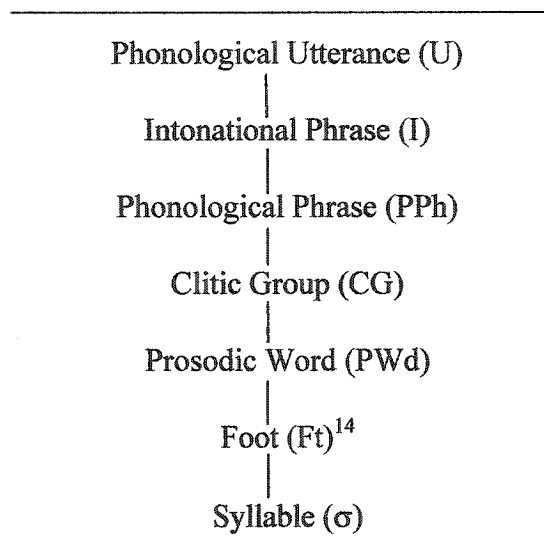 Phonological Utterance (U)
Intonational Phrase (I)
Phonological Phrase (PPh)
Clitic Group (CG)
Prosodic Word (PWd)
Foot (Ft)14
Syllable (σ)